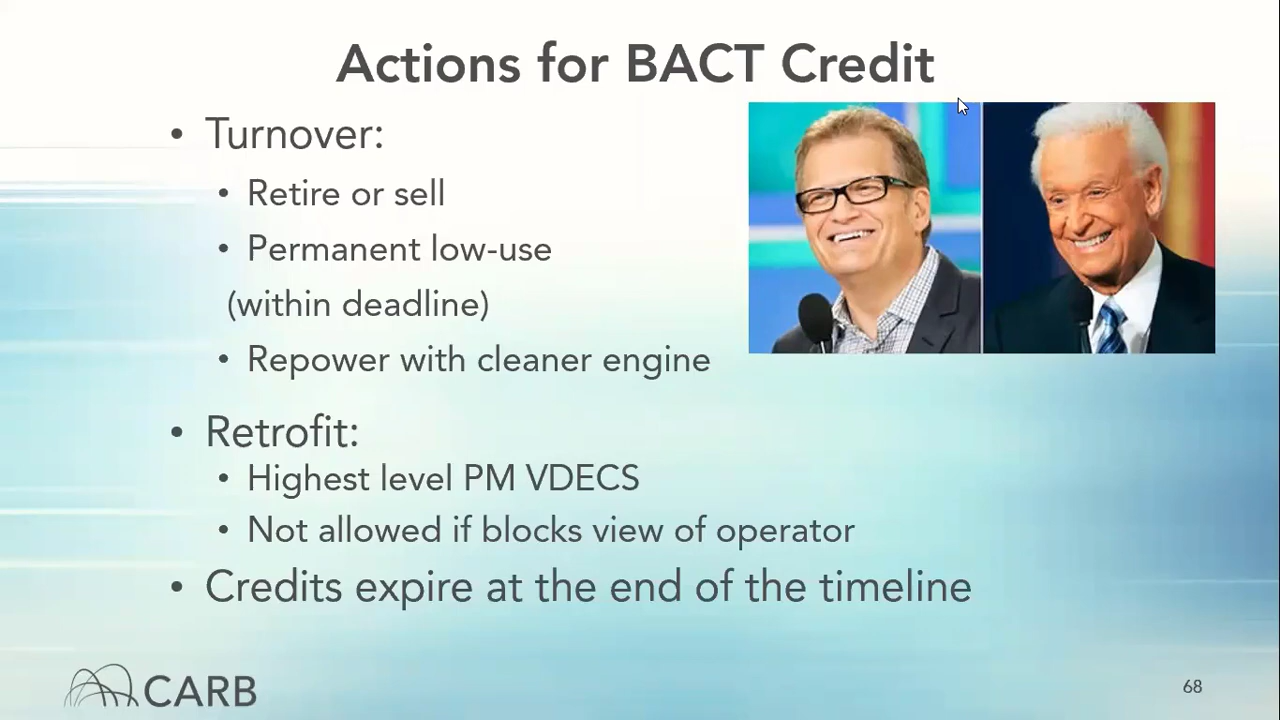 Actions for BACT Credit
• Turnover:
• Retire or sell
• Permanent low-use
(within deadline)
• Repower with cleaner engine
• Retrofit:
• Highest level PM VDECS
• Not allowed if blocks view of operator
• Credits expire at the end of the timeline
CARB
68